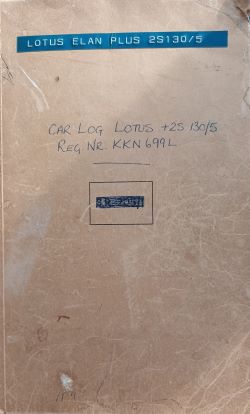 LOTUS ELAN PLUS 2S130/5
CAR LOG LOTUS +2S 130/5
REG NR. KKN 699L